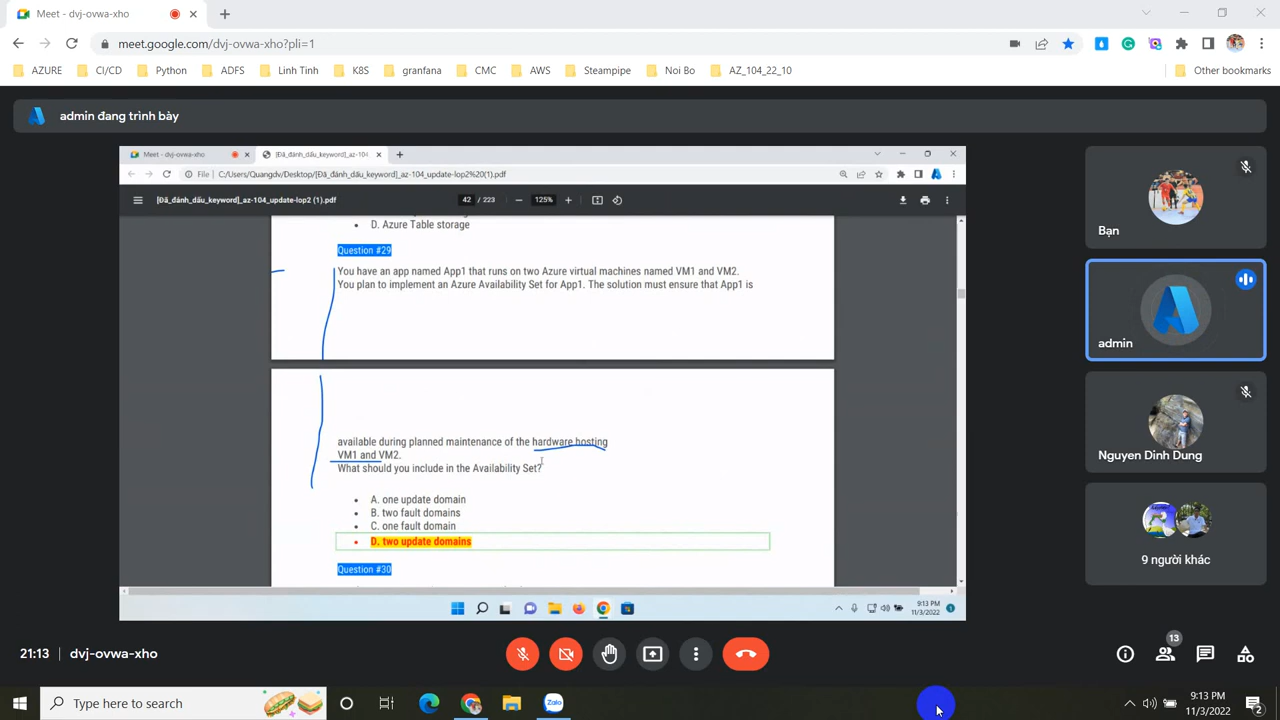 Meet - dvj-ovwa-xho
meet.google.com/dvj-ovwa-xho?pli=1
AZURE CI/CD Python ADFS Linh Tinh K8S granfana CMC AWS Steampipe Noi Bo AZ_104_22_10 Other bookmarks
admin đang trình bày
Meet - dvj-ovwa-xho [Đã_đánh_dấu_keyword]_az-104
File C:/Users/Quangdv/Desktop/[Đã_đánh_dấu_keyword]_az-104_update-lop2%20(1).pdf
[Đã_đánh_dấu_keyword]_az-104_update-lop2 (1).pdf 42 / 223 125%
D. Azure Table storage
Question #29
You have an app named App1 that runs on two Azure virtual machines named VM1 and VM2.
You plan to implement an Azure Availability Set for App1. The solution must ensure that App1 is
available during planned maintenance of the hardware hosting
VM1 and VM2.
What should you include in the Availability Set?
A. one update domain
B. two fault domains
C. one fault domain
D. two update domains
Question #30
9:13 PM
11/3/2022
Bạn
admin
Nguyen Dinh Dung
9 người khác
21:13 dvj-ovwa-xho
13
Type here to search
Zalo
9:13 PM
11/3/2022
2